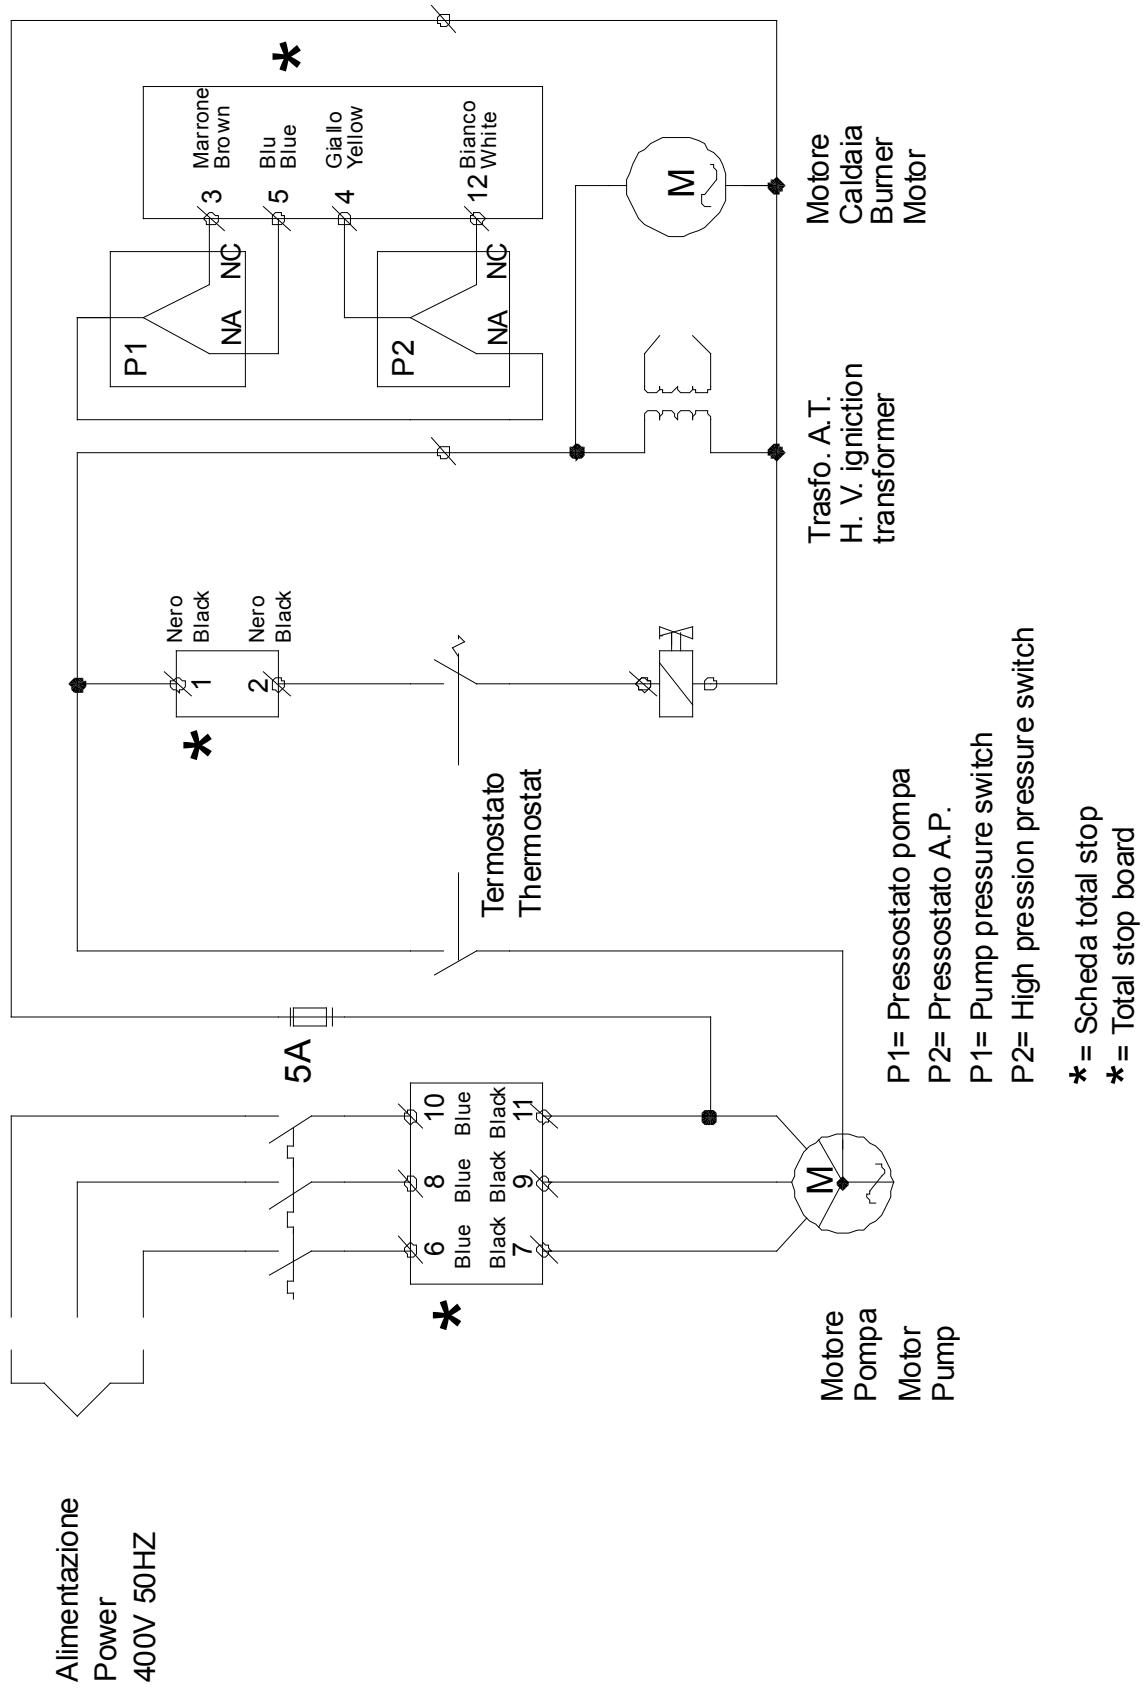 Alimentazione
Power
400V 50HZ
*
6
Blue
Black
7
8
Blue
Black
9
10
Blue
Black
11
5A
Motore
Pompa
Motor
Pump
M
Termostato
Thermostat
*
1
Nero
Black
2
Nero
Black
P1
NA
NC
P2
NA
NC
*
3
Marrone
Brown
5
Blu
Blue
4
Giallo
Yellow
12
Bianco
White
Trasfo. A.T.
H. V. igniction
transformer
M
Motore
Caldaia
Burner
Motor
P1= Pressostato pompa
P2= Pressostato A.P.
P1= Pump pressure switch
P2= High pression pressure switch
*= Scheda total stop
*= Total stop board